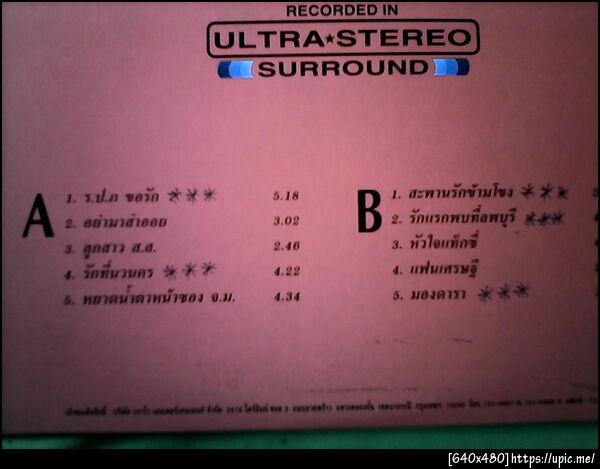 RECORDED IN
ULTRA★STEREO
SURROUND
A
1. ร.ป.ภ ขอรัก *** 5.18
2. อย่ามาสำออย 3.02
3. ลูกสาว ส.ส. 2.46
4. รักที่นวนคร *** 4.22
5. หยาดน้ำตาหน้าซอง จ.ม. 4.34
B
1. สะพานรักข้ามโขง ***
2. รักแรกพบที่ลพบุรี ***
3. หัวใจแท็กซี่
4. แฟนเศรษฐี
5. มองดารา ***
[640x480]https://upic.me/